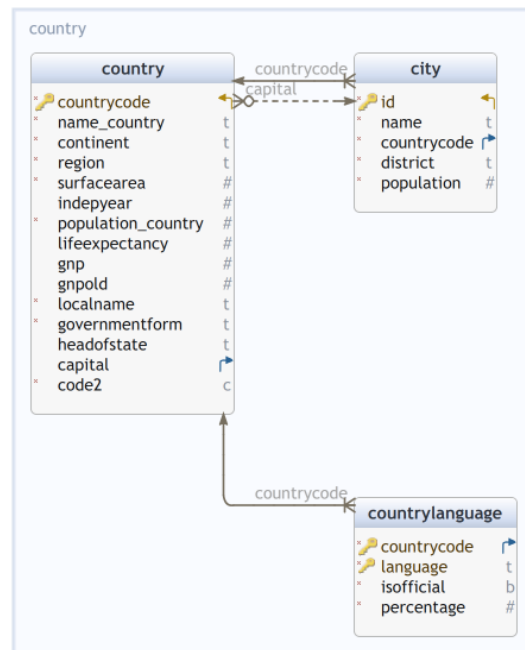 country
country
countrycode
name_country t
continent t
region t
surfacearea #
indepyear #
population_country #
lifeexpectancy #
gnp #
gnpold #
localname t
governmentform t
headofstate t
capital
code2 c
countrycode
capital
city
id
name t
countrycode
district t
population #
countrycode
countrylanguage
countrycode
language t
isofficial b
percentage #